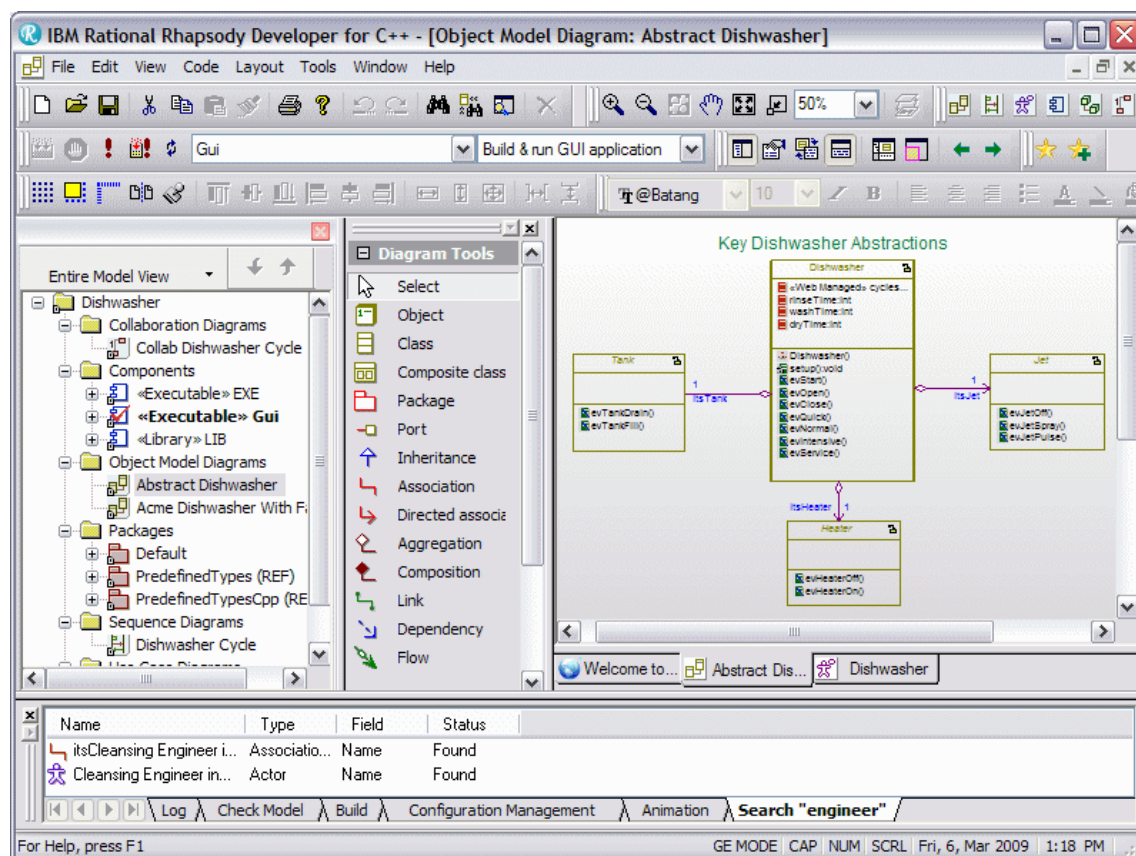 IBM Rational Rhapsody Developer for C++ - [Object Model Diagram: Abstract Dishwasher]
File Edit View Code Layout Tools Window Help
50%
Gui Build & run GUI application
@Batang 10
Entire Model View
Dishwasher
Collaboration Diagrams
Collab Dishwasher Cycle
Components
«Executable» EXE
«Executable» Gui
«Library» LIB
Object Model Diagrams
Abstract Dishwasher
Acme Dishwasher With Fa
Packages
Default
PredefinedTypes (REF)
PredefinedTypesCpp (RE
Sequence Diagrams
Dishwasher Cycle
Diagram Tools
Select
Object
Class
Composite class
Package
Port
Inheritance
Association
Directed associa
Aggregation
Composition
Link
Dependency
Flow
Key Dishwasher Abstractions
Dishwasher
«Web Managed» cycles...
rinseTime:int
washTime:int
dryTime:int
Dishwasher()
setup():void
evStart()
evOpen()
evClose()
evQuick()
evNormal()
evIntensive()
evService()
Tank
evTankDrain()
evTankFill()
1
itsTank
Jet
evJetOff()
evJetSpray()
evJetPulse()
1
itsJet
itsHeater 1
Heater
evHeaterOff()
evHeaterOn()
Welcome to... Abstract Dis... Dishwasher
Name Type Field Status
itsCleansing Engineer i... Associatio... Name Found
Cleansing Engineer in... Actor Name Found
Log Check Model Build Configuration Management Animation Search "engineer"
For Help, press F1 GE MODE CAP NUM SCRL Fri, 6, Mar 2009 1:18 PM